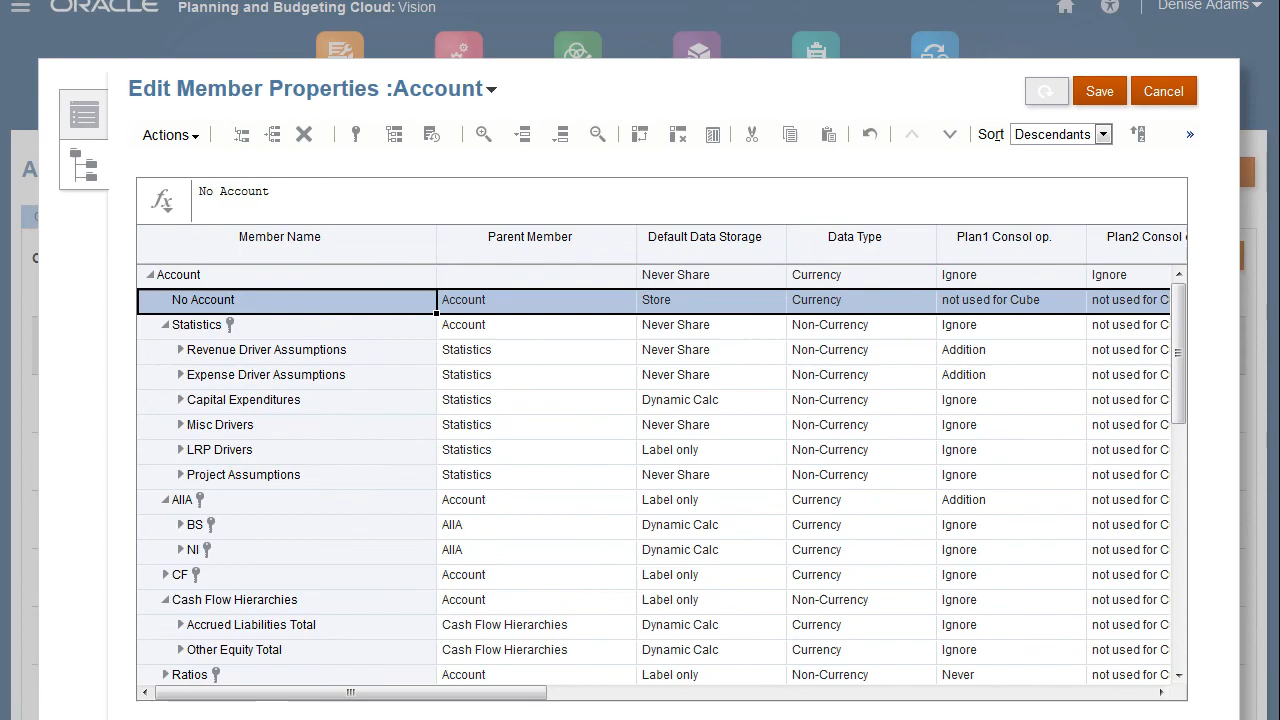 ORACLE Planning and Budgeting Cloud: Vision Denise Adams
Edit Member Properties :Account Save Cancel
Actions Sort Descendants »
fx No Account
Member Name Parent Member Default Data Storage Data Type Plan1 Consol op. Plan2 Consol
Account Never Share Currency Ignore Ignore
No Account Account Store Currency not used for Cube not used for C
Statistics Account Never Share Non-Currency Ignore not used for C
Revenue Driver Assumptions Statistics Never Share Non-Currency Addition not used for C
Expense Driver Assumptions Statistics Never Share Non-Currency Addition not used for C
Capital Expenditures Statistics Dynamic Calc Non-Currency Ignore not used for C
Misc Drivers Statistics Never Share Non-Currency Ignore not used for C
LRP Drivers Statistics Label only Non-Currency Ignore not used for C
Project Assumptions Statistics Never Share Non-Currency Ignore not used for C
AIIA Account Label only Currency Addition not used for C
BS AIIA Dynamic Calc Currency Ignore not used for C
NI AIIA Dynamic Calc Currency Ignore not used for C
CF Account Label only Currency Ignore not used for C
Cash Flow Hierarchies Account Label only Non-Currency Ignore not used for C
Accrued Liabilities Total Cash Flow Hierarchies Dynamic Calc Currency Ignore not used for C
Other Equity Total Cash Flow Hierarchies Dynamic Calc Currency Ignore not used for C
Ratios Account Label only Non-Currency Never not used for C